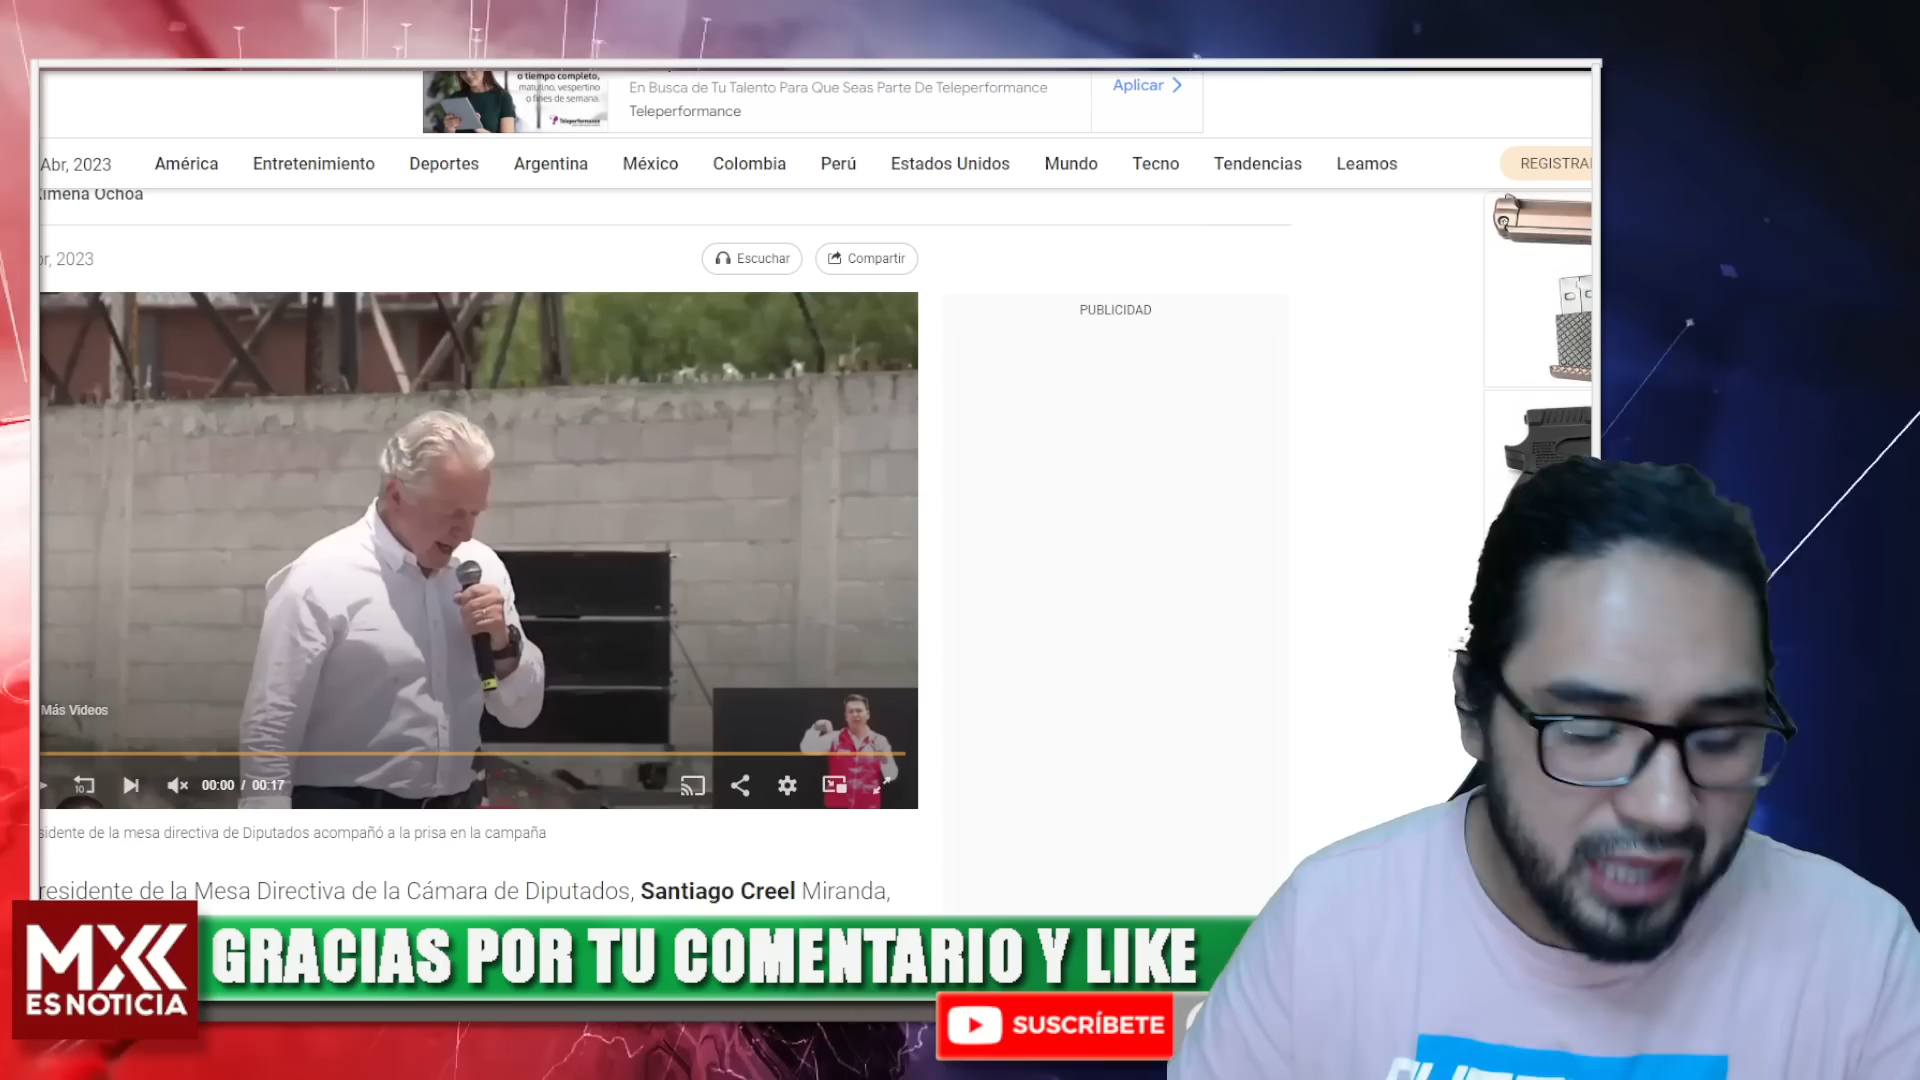 o tiempo completo,
matutino, vespertino
o fines de semana.
Teleperformance
En Busca de Tu Talento Para Que Seas Parte De Teleperformance
Teleperformance
Aplicar
Abr, 2023 América Entretenimiento Deportes Argentina México Colombia Perú Estados Unidos Mundo Tecno Tendencias Leamos REGISTRA
Ximena Ochoa
br, 2023
Escuchar
Compartir
PUBLICIDAD
Más Videos
10
00:00 / 00:17
sidente de la mesa directiva de Diputados acompañó a la prisa en la campaña
residente de la Mesa Directiva de la Cámara de Diputados, Santiago Creel Miranda,
MX
ES NOTICIA
GRACIAS POR TU COMENTARIO Y LIKE
SUSCRÍBETE